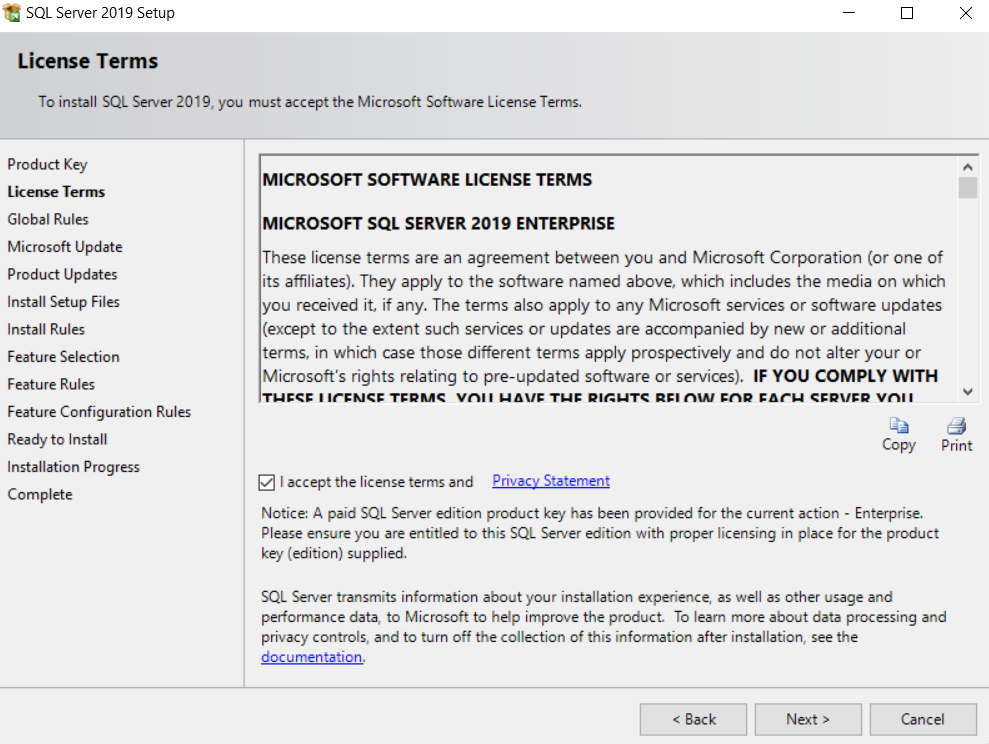 SQL Server 2019 Setup
License Terms
To install SQL Server 2019, you must accept the Microsoft Software License Terms.
Product Key
License Terms
Global Rules
Microsoft Update
Product Updates
Install Setup Files
Install Rules
Feature Selection
Feature Rules
Feature Configuration Rules
Ready to Install
Installation Progress
Complete
MICROSOFT SOFTWARE LICENSE TERMS
MICROSOFT SQL SERVER 2019 ENTERPRISE
These license terms are an agreement between you and Microsoft Corporation (or one of
its affiliates). They apply to the software named above, which includes the media on which
you received it, if any. The terms also apply to any Microsoft services or software updates
(except to the extent such services or updates are accompanied by new or additional
terms, in which case those different terms apply prospectively and do not alter your or
Microsoft's rights relating to pre-updated software or services).  IF YOU COMPLY WITH
THESE LICENSE TERMS, YOU HAVE THE RIGHTS BELOW FOR EACH SERVER YOU
Copy
Print
I accept the license terms and Privacy Statement
Notice: A paid SQL Server edition product key has been provided for the current action - Enterprise.
Please ensure you are entitled to this SQL Server edition with proper licensing in place for the product
key (edition) supplied.
SQL Server transmits information about your installation experience, as well as other usage and
performance data, to Microsoft to help improve the product.  To learn more about data processing and
privacy controls, and to turn off the collection of this information after installation, see the
documentation.
< Back
Next >
Cancel